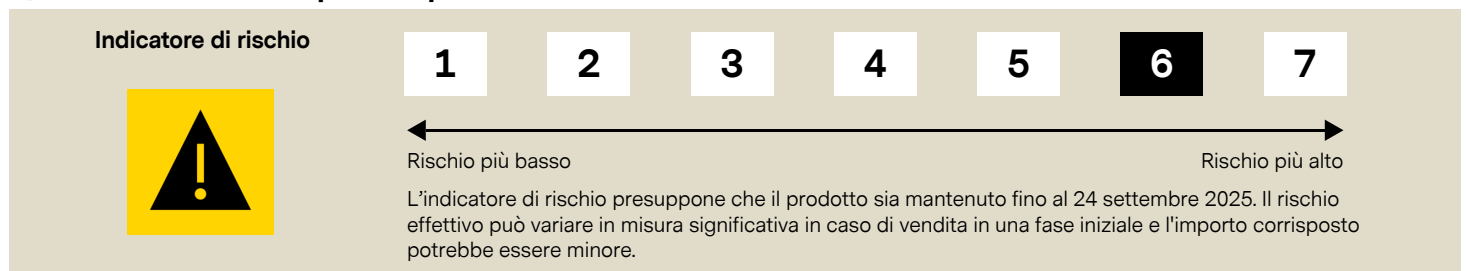 Indicatore di rischio
1 2 3 4 5 6 7
Rischio più basso Rischio più alto
L'indicatore di rischio presuppone che il prodotto sia mantenuto fino al 24 settembre 2025. Il rischio
effettivo può variare in misura significativa in caso di vendita in una fase iniziale e l'importo corrisposto
potrebbe essere minore.